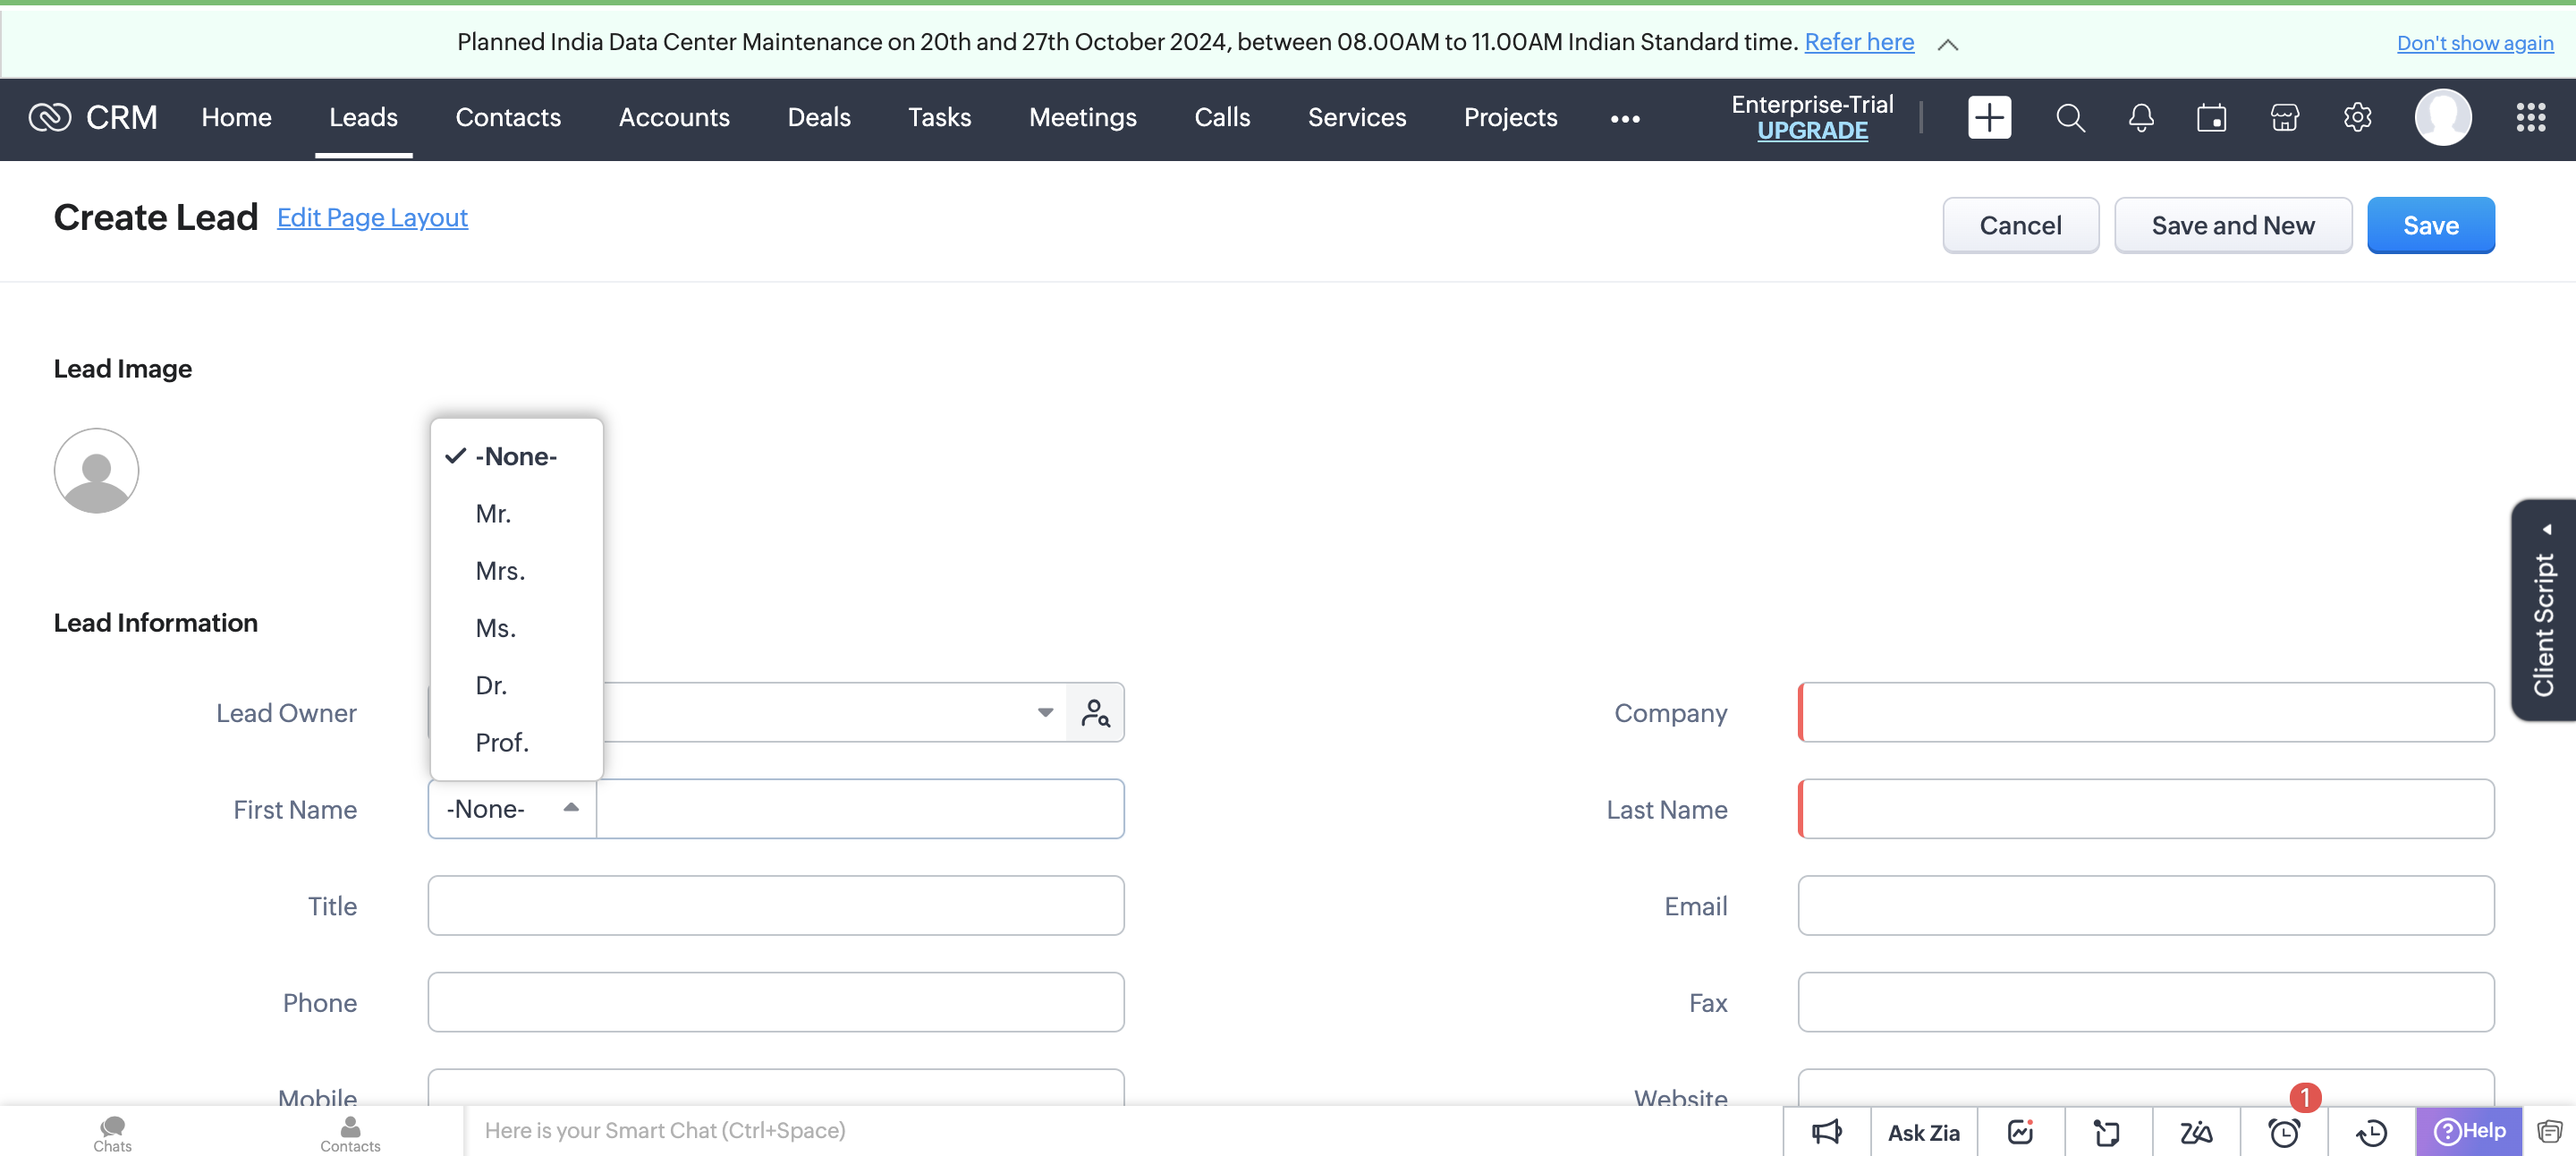 Planned India Data Center Maintenance on 20th and 27th October 2024, between 08.00AM to 11.00AM Indian Standard time. Refer here
Don't show again
CRM Home Leads Contacts Accounts Deals Tasks Meetings Calls Services Projects ••• Enterprise-Trial
UPGRADE
Create Lead Edit Page Layout Cancel Save and New Save
Lead Image
-None-
Mr.
Mrs.
Ms.
Dr.
Prof.
Client Script
Lead Information
Lead Owner Company
First Name -None- Last Name
Title Email
Phone Fax
Mobile Website
1
Chats Contacts Here is your Smart Chat (Ctrl+Space) Ask Zia Help